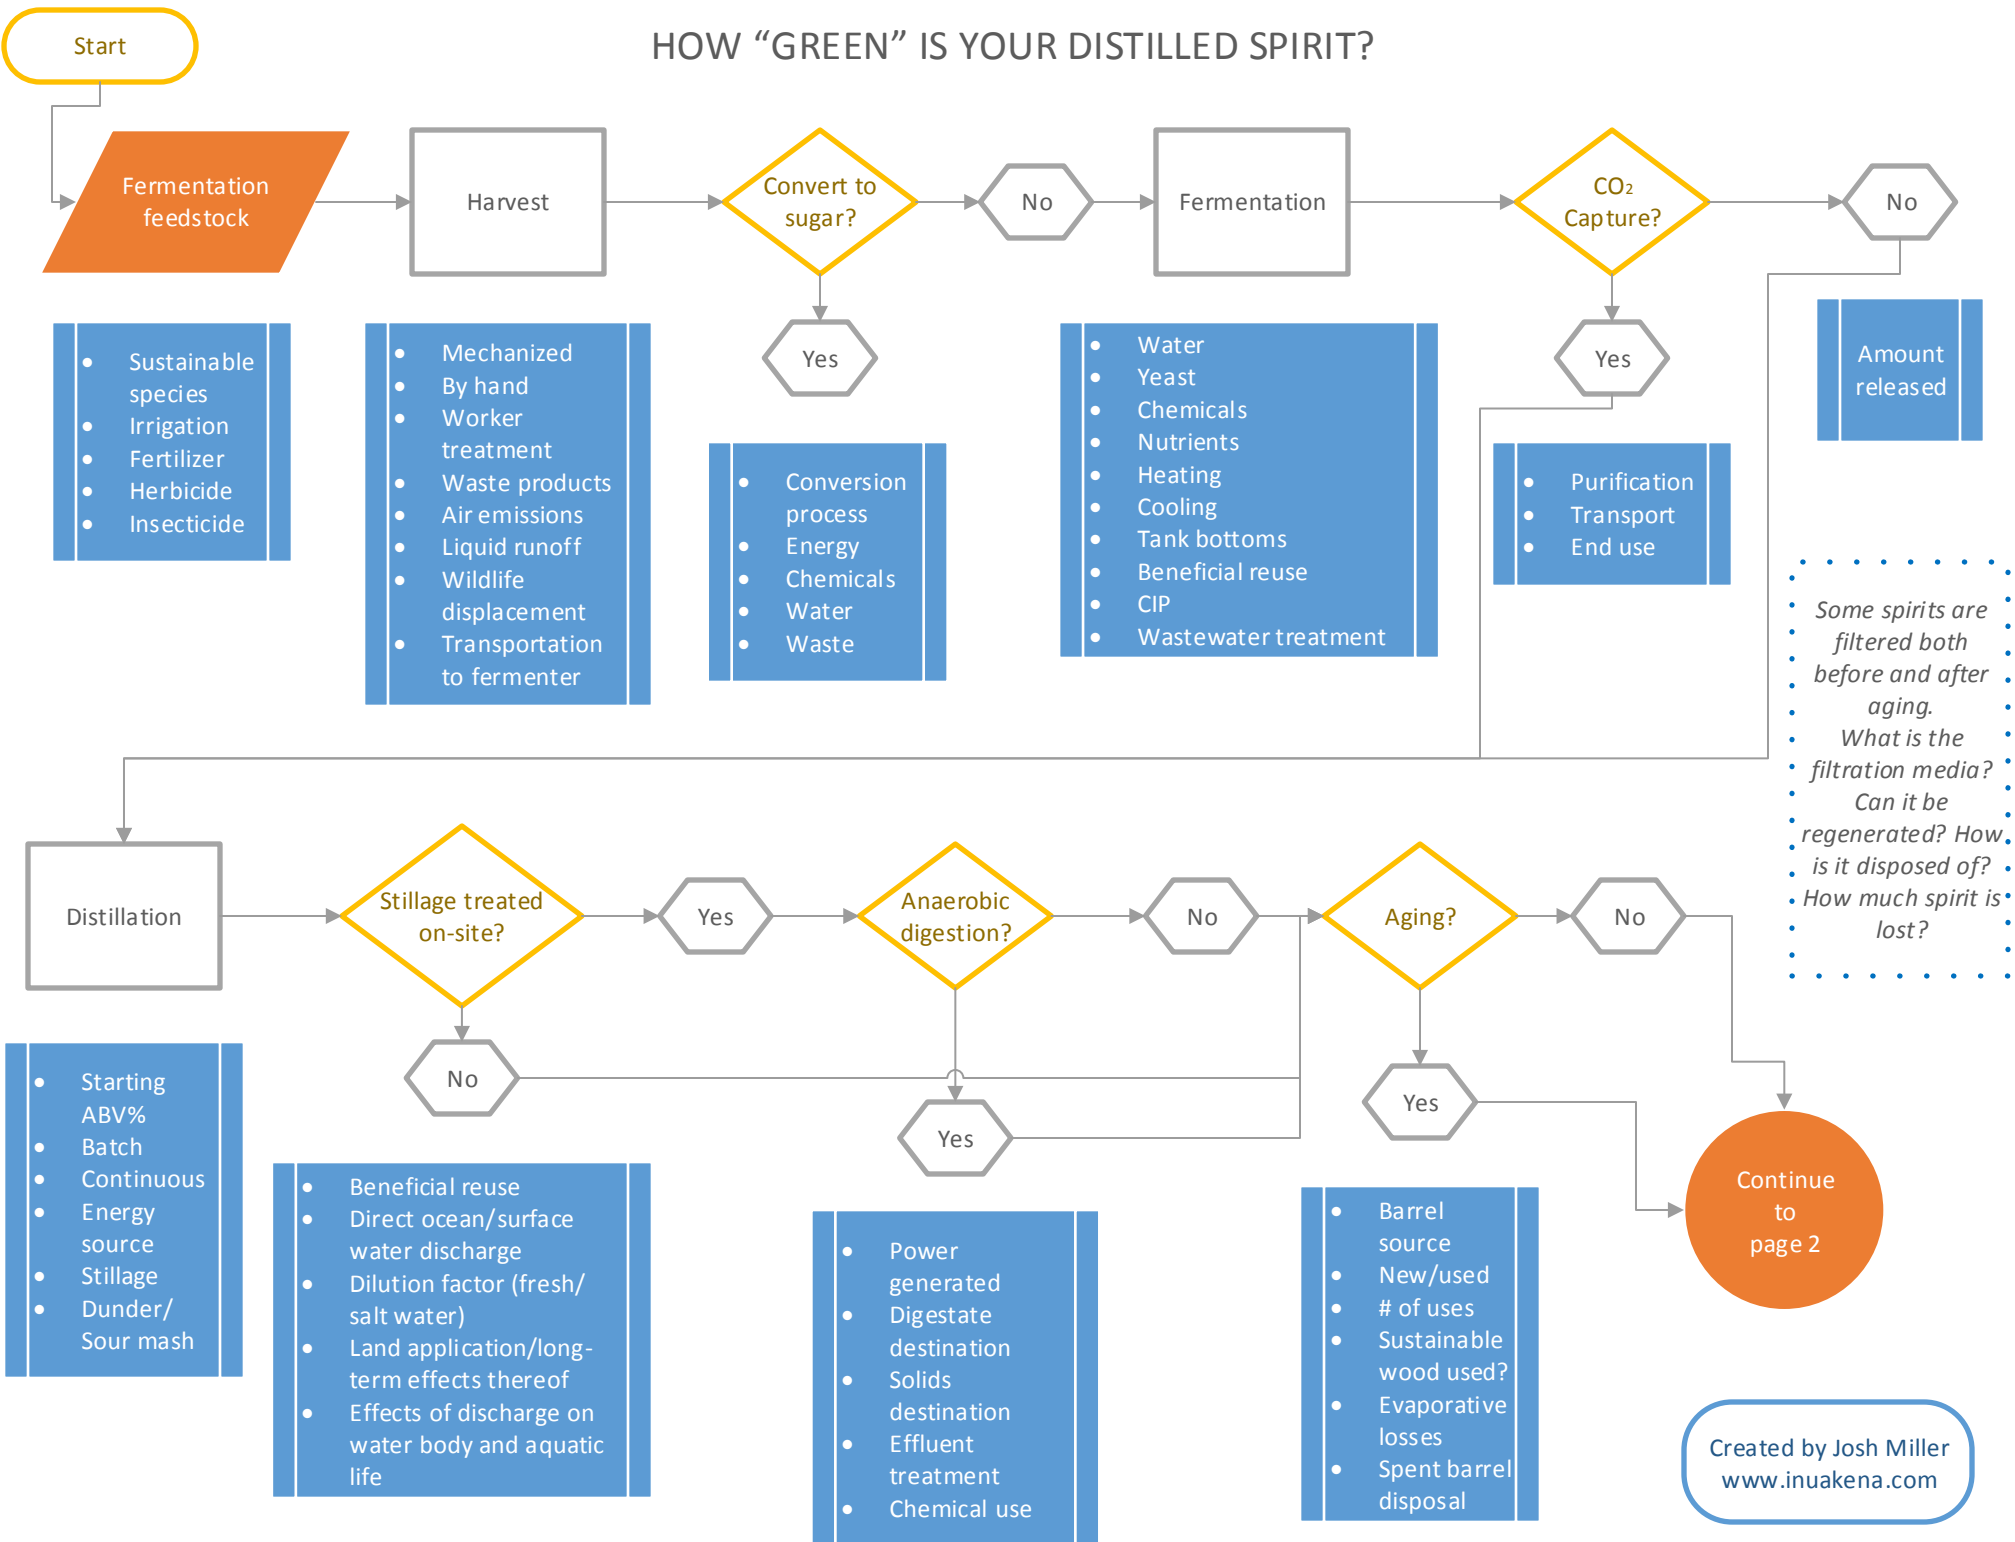 Start
HOW “GREEN” IS YOUR DISTILLED SPIRIT?
Fermentation
feedstock
Harvest
Convert to
sugar?
No
Fermentation
CO2
Capture?
No
Yes
Yes
• Sustainable
species
• Irrigation
• Fertilizer
• Herbicide
• Insecticide
• Mechanized
• By hand
• Worker
treatment
• Waste products
• Air emissions
• Liquid runoff
• Wildlife
displacement
• Transportation
to fermenter
• Conversion
process
• Energy
• Chemicals
• Water
• Waste
• Water
• Yeast
• Chemicals
• Nutrients
• Heating
• Cooling
• Tank bottoms
• Beneficial reuse
• CIP
• Wastewater treatment
• Purification
• Transport
• End use
Amount
released
Some spirits are
filtered both
before and after
aging.
What is the
filtration media?
Can it be
regenerated? How
is it disposed of?
How much spirit is
lost?
Distillation
Stillage treated
on-site?
Yes
Anaerobic
digestion?
No
Aging?
No
No
Yes
Yes
• Starting
ABV%
• Batch
• Continuous
• Energy
source
• Stillage
• Dunder/
Sour mash
• Beneficial reuse
• Direct ocean/surface
water discharge
• Dilution factor (fresh/
salt water)
• Land application/long-
term effects thereof
• Effects of discharge on
water body and aquatic
life
• Power
generated
• Digestate
destination
• Solids
destination
• Effluent
treatment
• Chemical use
• Barrel
source
• New/used
• # of uses
• Sustainable
wood used?
• Evaporative
losses
• Spent barrel
disposal
Continue
to
page 2
Created by Josh Miller
www.inuakena.com